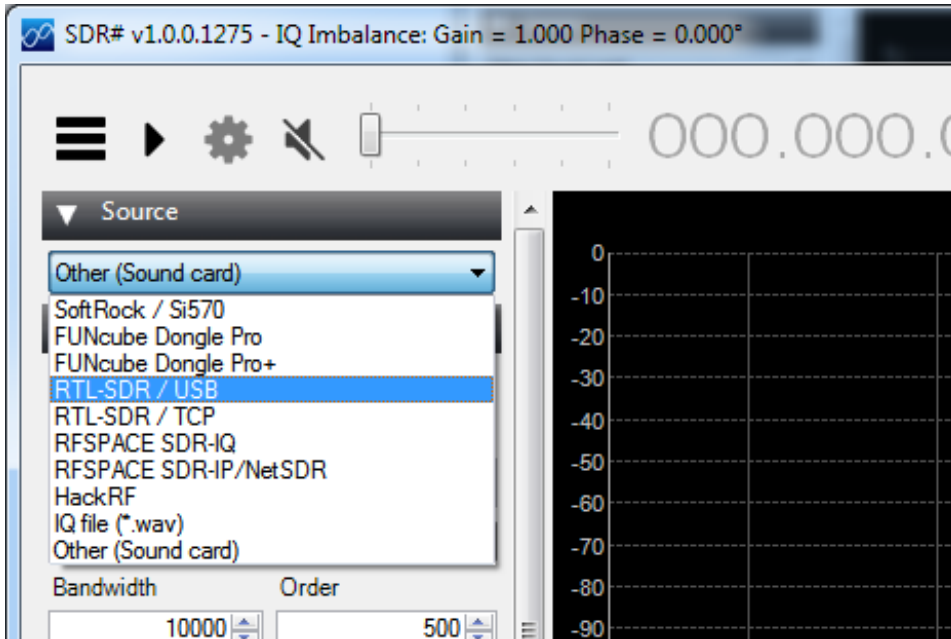 SDR# v1.0.0.1275 - IQ Imbalance: Gain = 1.000 Phase = 0.000°
000.000.
Source
Other (Sound card)
SoftRock / Si570
FUNcube Dongle Pro
FUNcube Dongle Pro+
RTL-SDR / USB
RTL-SDR / TCP
RFSPACE SDR-IQ
RFSPACE SDR-IP/NetSDR
HackRF
IQ file (*.wav)
Other (Sound card)
Bandwidth Order
10000 500
0
-10
-20
-30
-40
-50
-60
-70
-80
-90